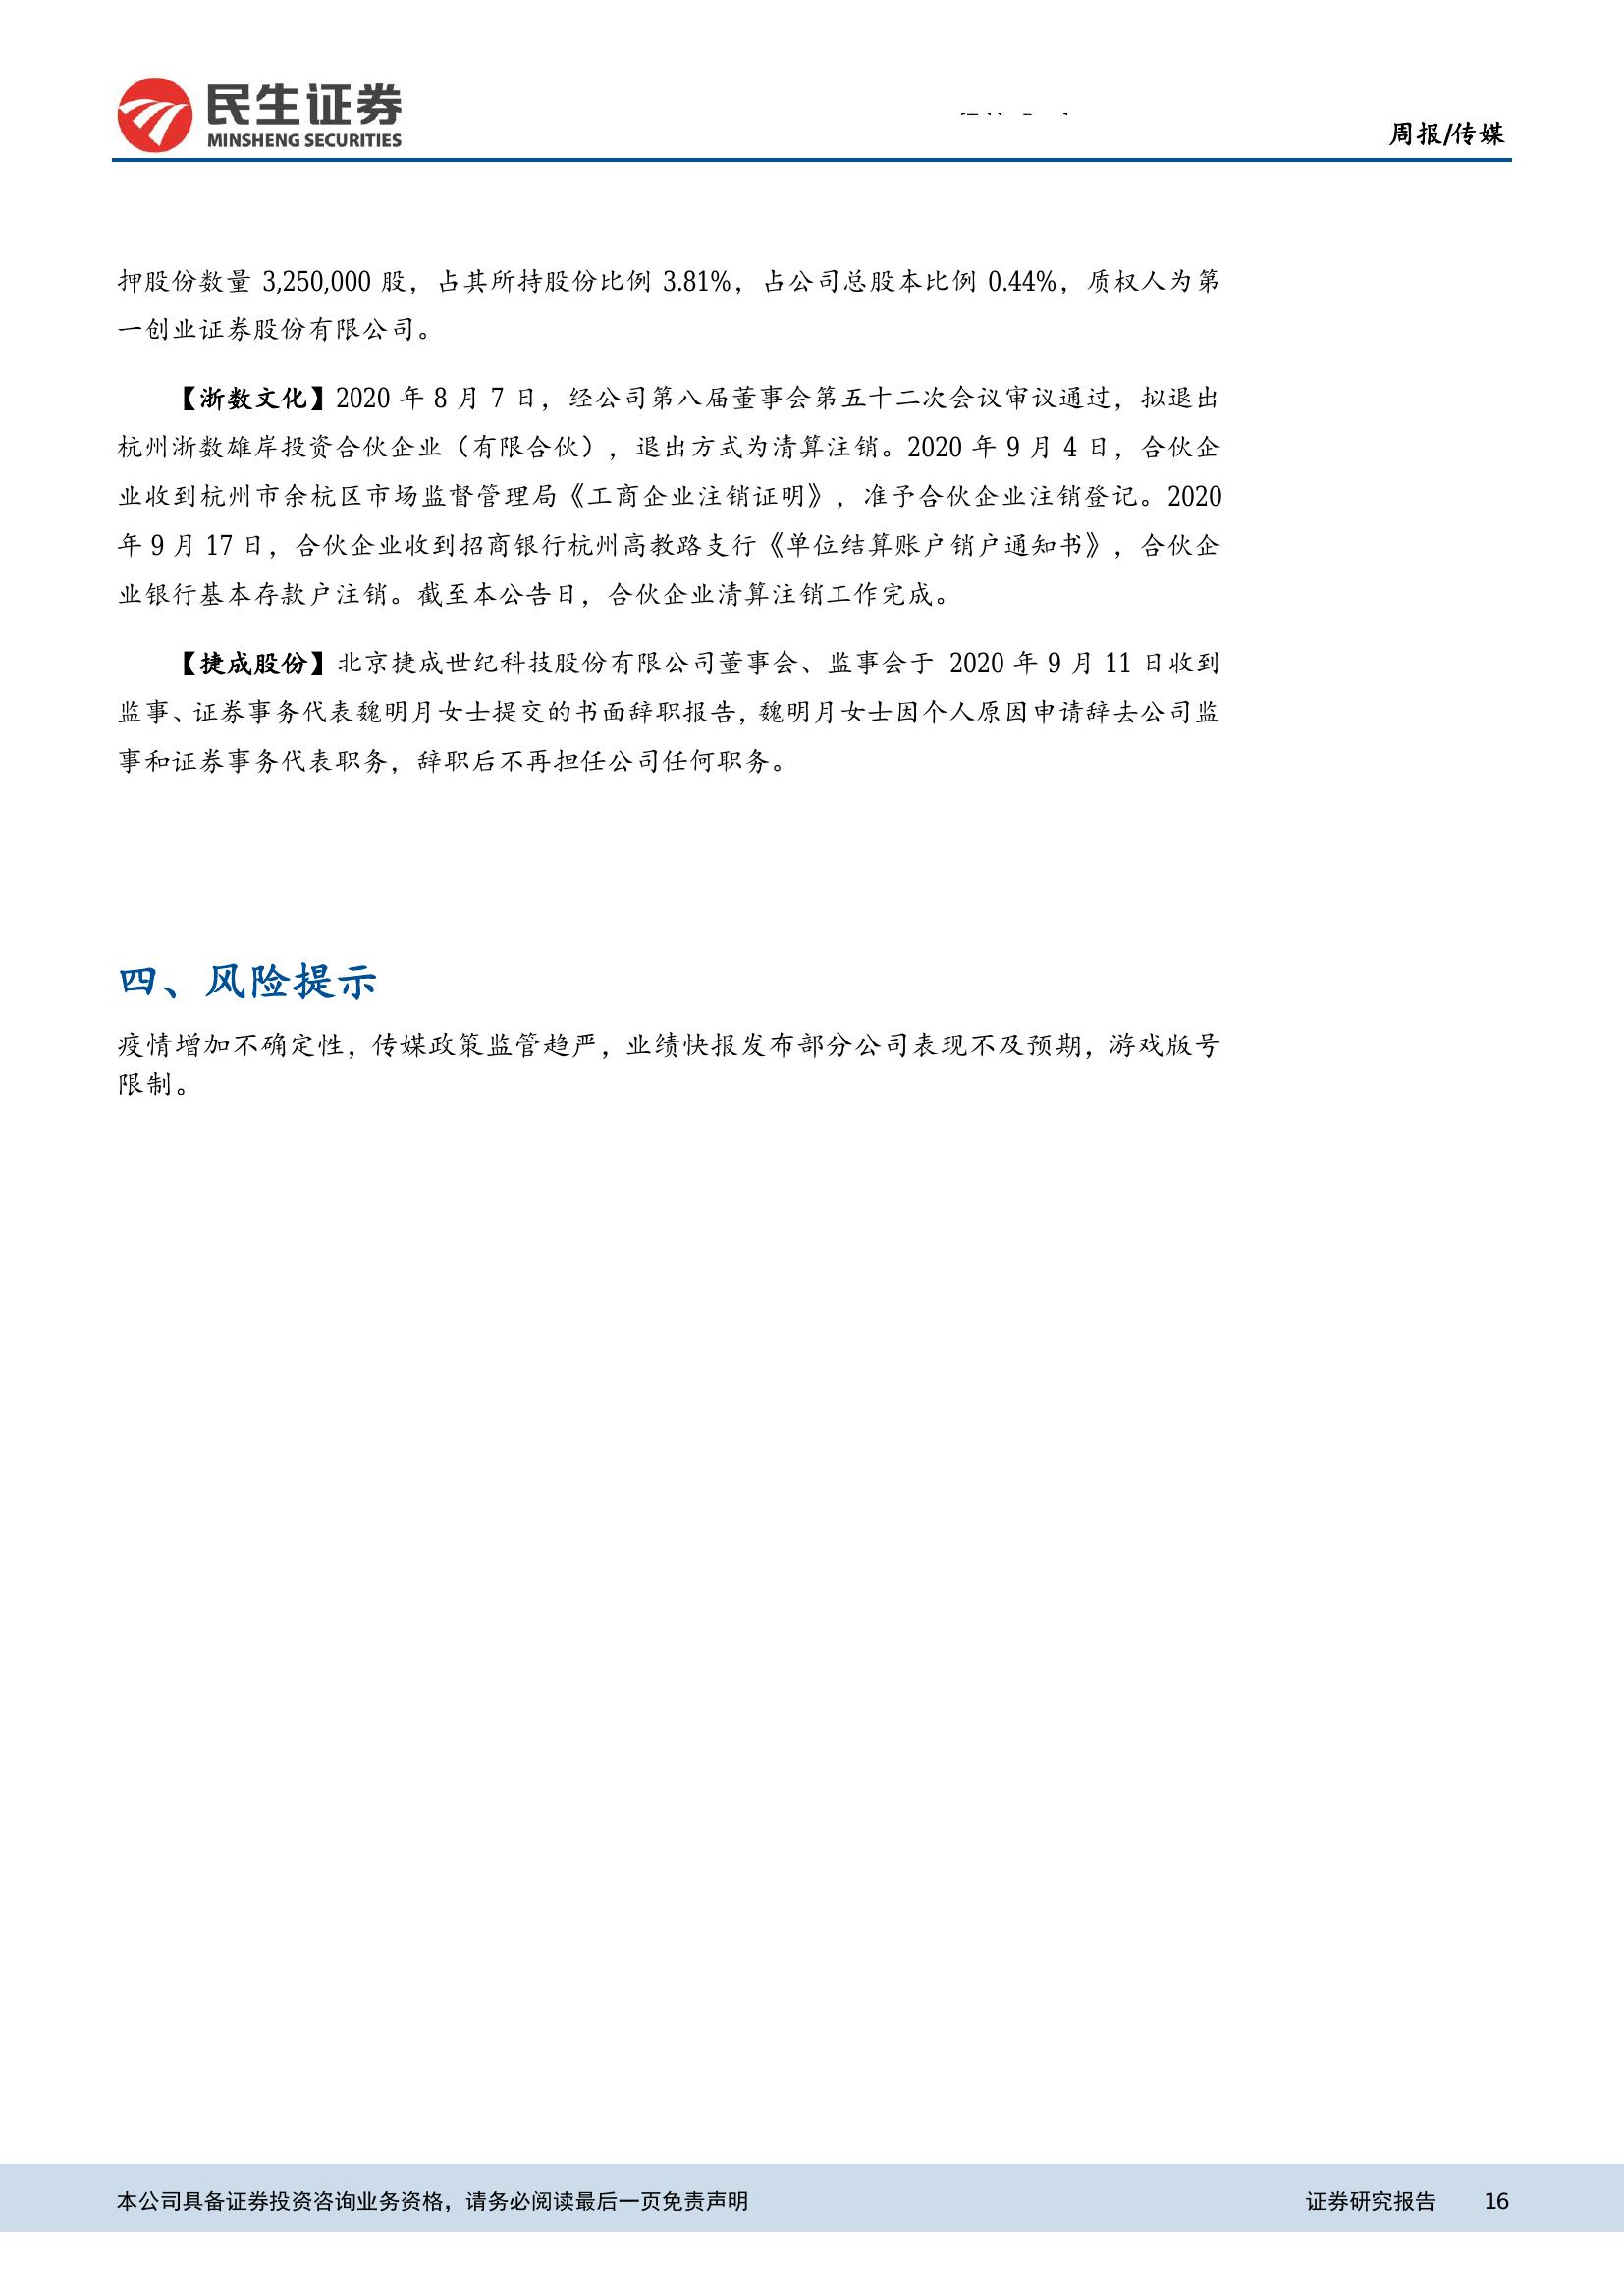 民生证券
MINSHENG SECURITIES
周报/传媒
押股份数量 3,250,000 股，占其所持股份比例 3.81%，占公司总股本比例 0.44%，质权人为第
一创业证券股份有限公司。
【浙数文化】2020 年 8 月 7 日，经公司第八届董事会第五十二次会议审议通过，拟退出
杭州浙数雄岸投资合伙企业（有限合伙），退出方式为清算注销。2020 年 9 月 4 日，合伙企
业收到杭州市余杭区市场监督管理局《工商企业注销证明》，准予合伙企业注销登记。2020
年 9 月 17 日，合伙企业收到招商银行杭州高教路支行《单位结算账户销户通知书》，合伙企
业银行基本存款户注销。截至本公告日，合伙企业清算注销工作完成。
【捷成股份】北京捷成世纪科技股份有限公司董事会、监事会于 2020 年 9 月 11 日收到
监事、证券事务代表魏明月女士提交的书面辞职报告，魏明月女士因个人原因申请辞去公司监
事和证券事务代表职务，辞职后不再担任公司任何职务。
四、风险提示
疫情增加不确定性，传媒政策监管趋严，业绩快报发布部分公司表现不及预期，游戏版号
限制。
本公司具备证券投资咨询业务资格，请务必阅读最后一页免责声明
证券研究报告 16